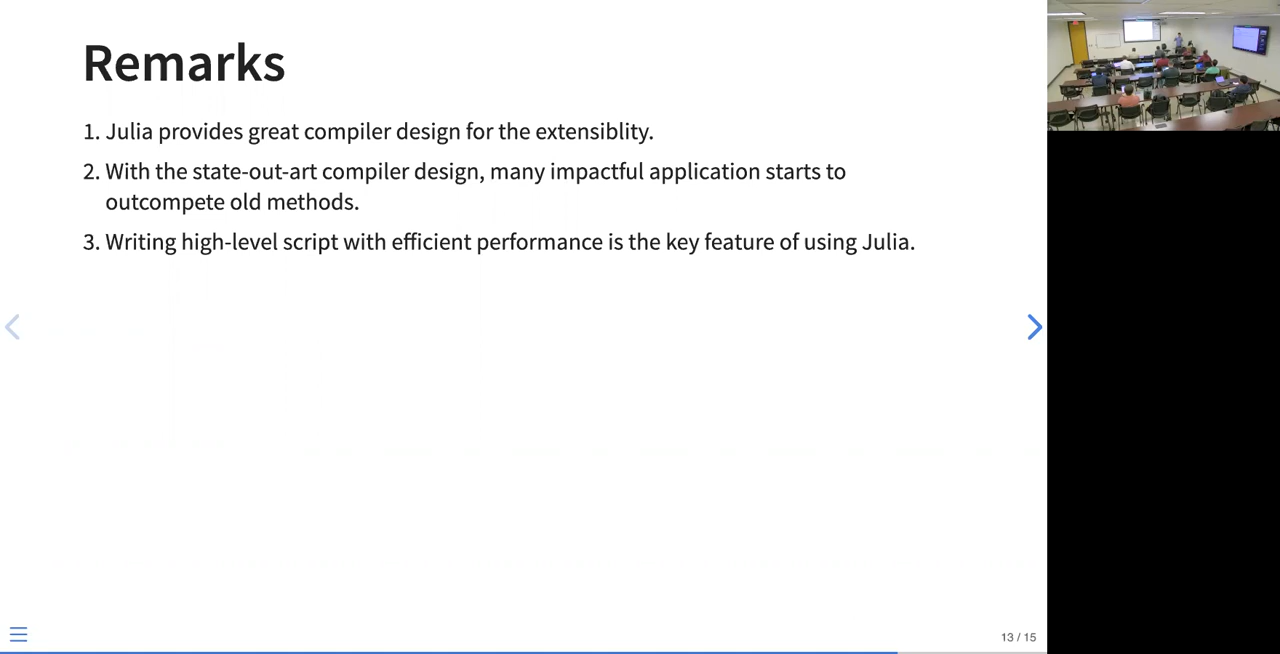 Remarks
1. Julia provides great compiler design for the extensiblity.
2. With the state-out-art compiler design, many impactful application starts to
outcompete old methods.
3. Writing high-level script with efficient performance is the key feature of using Julia.
13 / 15